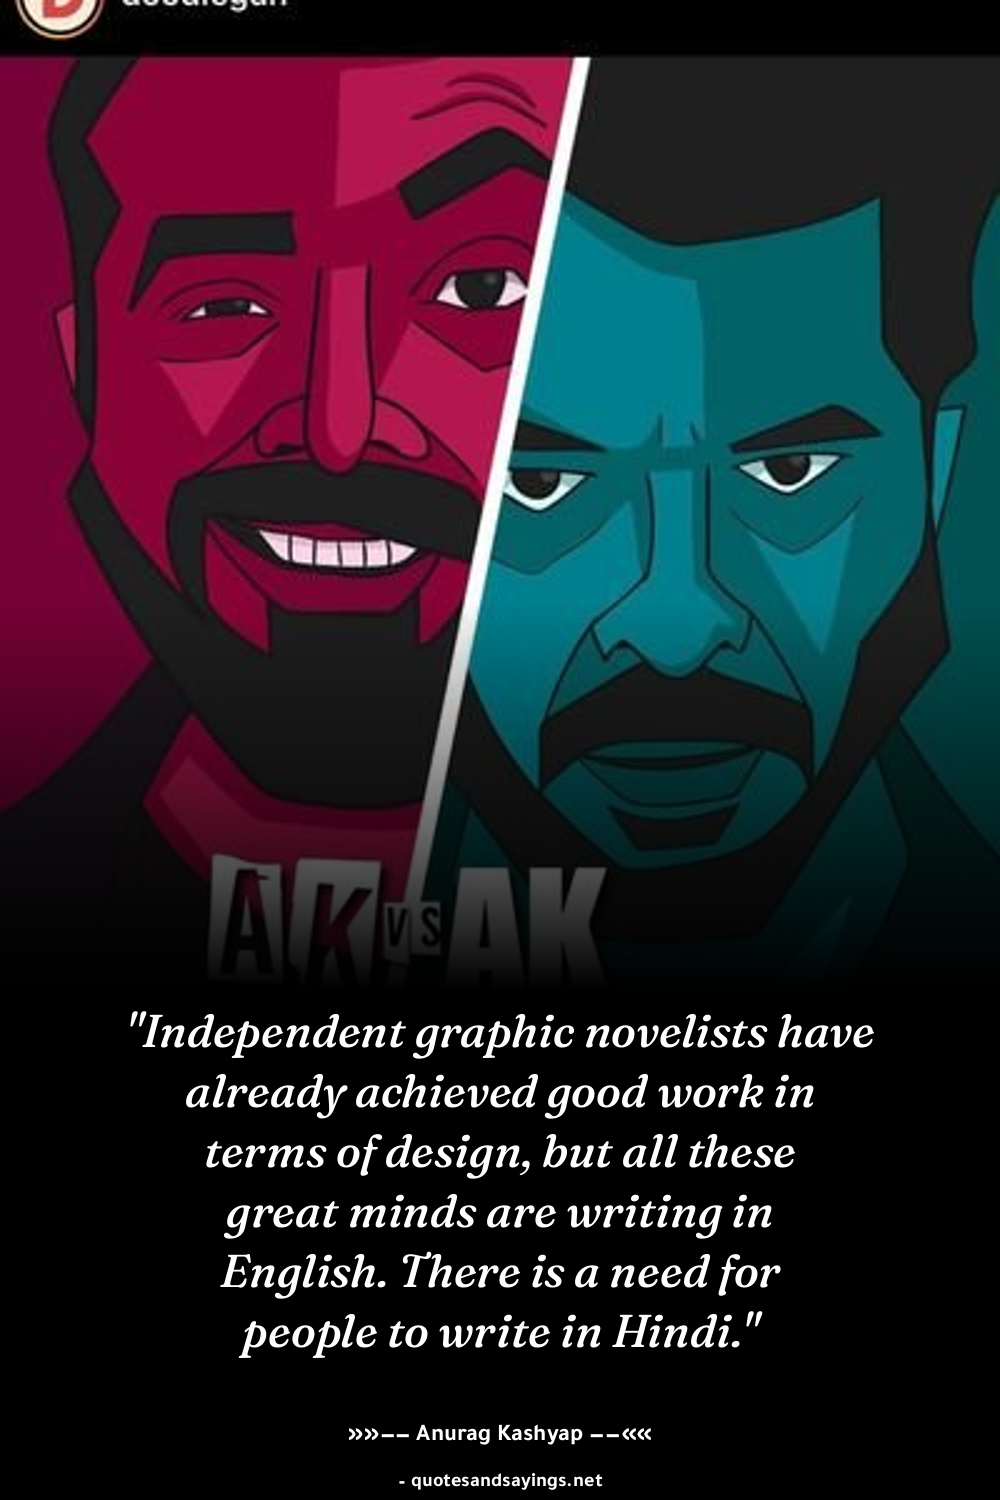 AK VS AK
"Independent graphic novelists have
already achieved good work in
terms of design, but all these
great minds are writing in
English. There is a need for
people to write in Hindi."
»»-– Anurag Kashyap -–««
- quotesandsayings.net